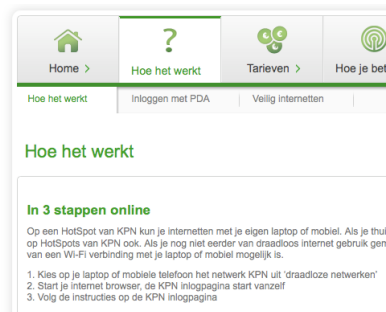 Home >
Hoe het werkt
Tarieven >
Hoe je bet
Hoe het werkt
Inloggen met PDA
Veilig internetten
Hoe het werkt
In 3 stappen online
Op een HotSpot van KPN kun je internetten met je eigen laptop of mobiel. Als je thui
op HotSpots van KPN ook. Als je nog niet eerder van draadloos internet gebruik gem
van een Wi-Fi verbinding met je laptop of mobiel mogelijk is.
1. Kies op je laptop of mobiele telefoon het netwerk KPN uit 'draadloze netwerken'
2. Start je internet browser, de KPN inlogpagina start vanzelf
3. Volg de instructies op de KPN inlogpagina